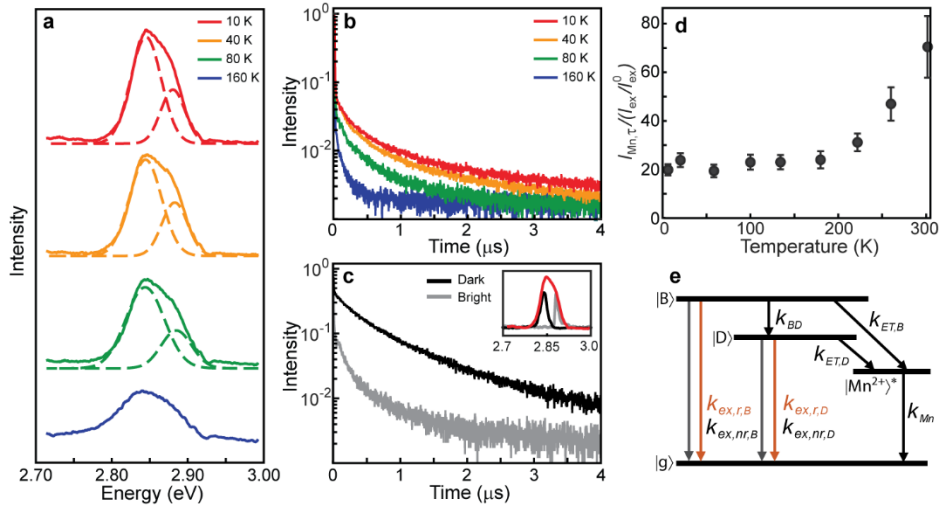 a
10 K
40 K
80 K
160 K
Intensity
2.70
2.80
2.90
3.00
Energy (eV)
b
10 K
40 K
80 K
160 K
Intensity
10⁰
10⁻¹
10⁻²
0
1
2
3
4
Time (μs)
c
Dark
Bright
2.7
2.85
3.0
Intensity
10⁰
10⁻¹
10⁻²
0
1
2
3
4
Time (μs)
d
I_Mn,τ/(I_ex/I⁰_ex)
80
60
40
20
0
0
100
200
300
Temperature (K)
e
|B⟩
k_BD
k_ET,B
|D⟩
k_ET,D
|Mn²⁺⟩*
k_ex,r,B
k_ex,r,D
k_Mn
k_ex,nr,B
k_ex,nr,D
|g⟩